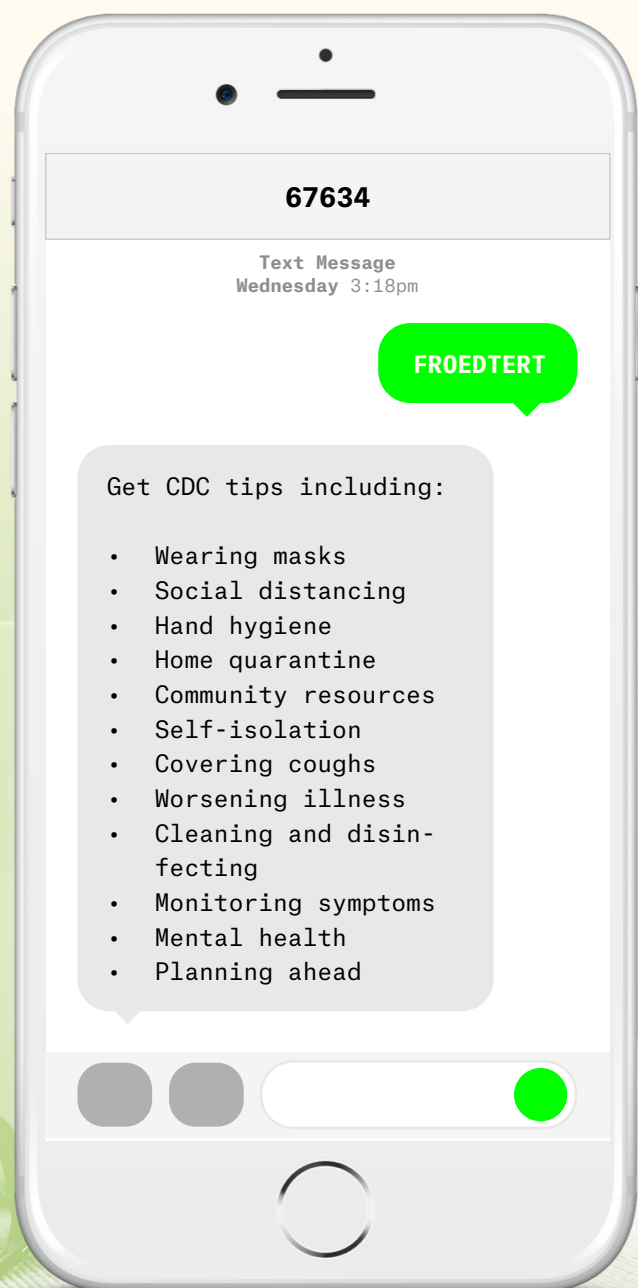 67634
Text Message
Wednesday 3:18pm
FROEDTERT
Get CDC tips including:
• Wearing masks
• Social distancing
• Hand hygiene
• Home quarantine
• Community resources
• Self-isolation
• Covering coughs
• Worsening illness
• Cleaning and disin-
fecting
• Monitoring symptoms
• Mental health
• Planning ahead